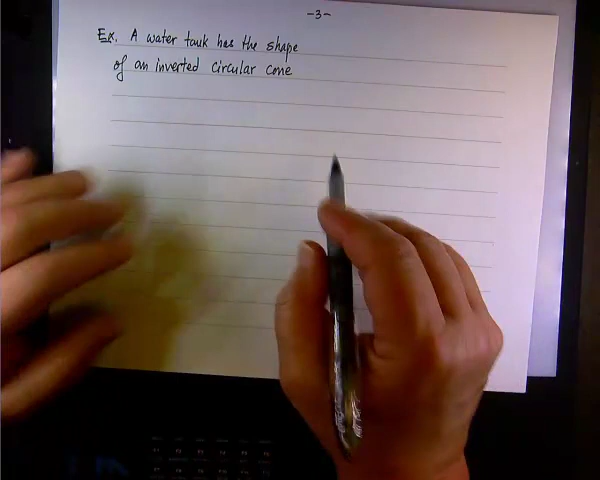 -3-
Ex. A water tank has the shape
of an inverted circular cone